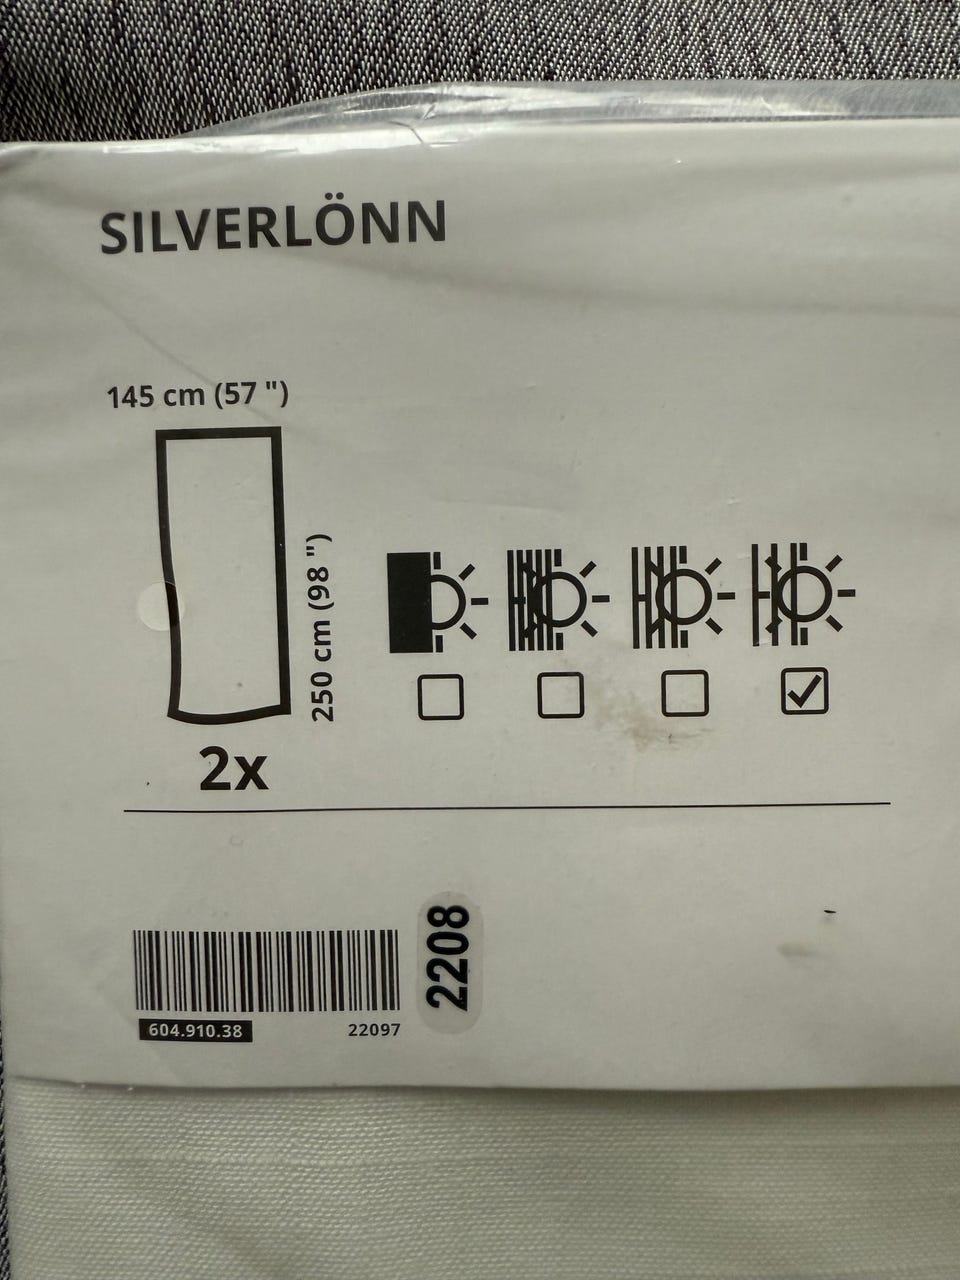 SILVERLÖNN
145 cm (57 ")
250 cm (98 ")
2x
2208
604.910.38
22097